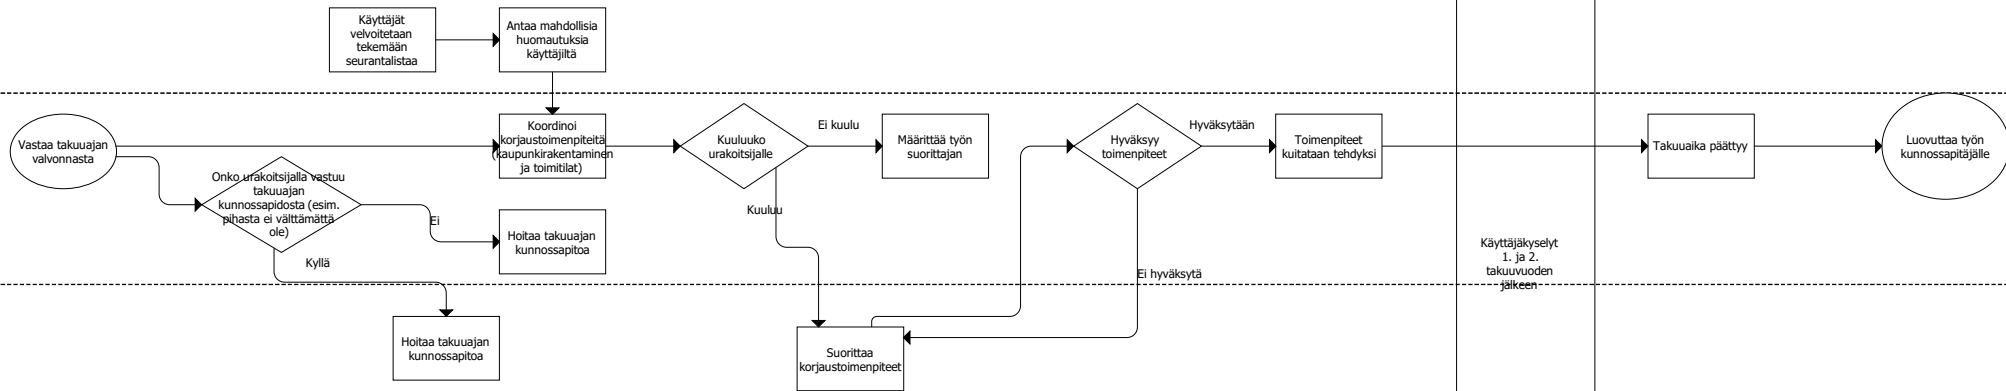 Käyttäjät
velvoitetaan
tekemään
seurantalistaa
Antaa mahdollisia
huomautuksia
käyttäjiltä
Vastaa takuuajan
valvonnasta
Koordinoi
korjaustoimenpiteitä
(kaupunkirakentaminen
ja toimitilat)
Kuuluuko
urakoitsijalle
Ei kuulu
Määrittää työn
suorittajan
Hyväksyy
toimenpiteet
Hyväksytään
Toimenpiteet
kuitataan tehdyksi
Takuuaika päättyy
Luovuttaa työn
kunnossapitäjälle
Onko urakoitsijalla vastuu
takuuajan
kunnossapidosta (esim.
pihasta ei välttämättä
ole)
Ei
Hoitaa takuuajan
kunnossapitoa
Kuuluu
Kyllä
Ei hyväksytä
Käyttäjäkyselyt
1. ja 2.
takuuvuoden
jälkeen
Hoitaa takuuajan
kunnossapitoa
Suorittaa
korjaustoimenpiteet